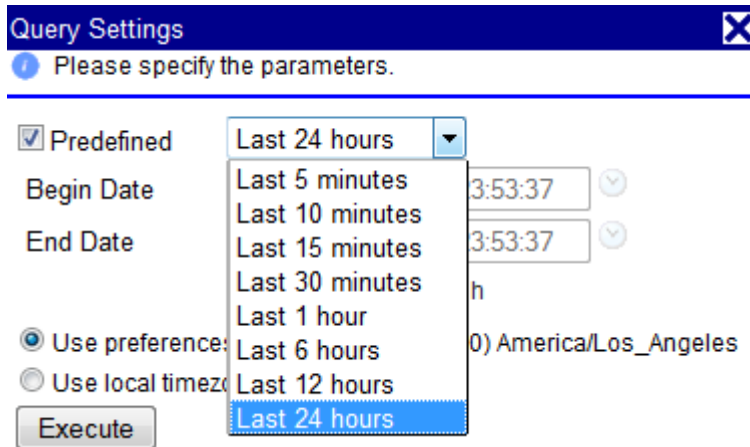 Query Settings
Please specify the parameters.
Predefined
Last 24 hours
Last 5 minutes
Begin Date
3:53:37
Last 10 minutes
End Date
3:53:37
Last 15 minutes
Last 30 minutes
h
Last 1 hour
Use preferences
0) America/Los_Angeles
Last 6 hours
Use local timezo
Last 12 hours
Last 24 hours
Execute